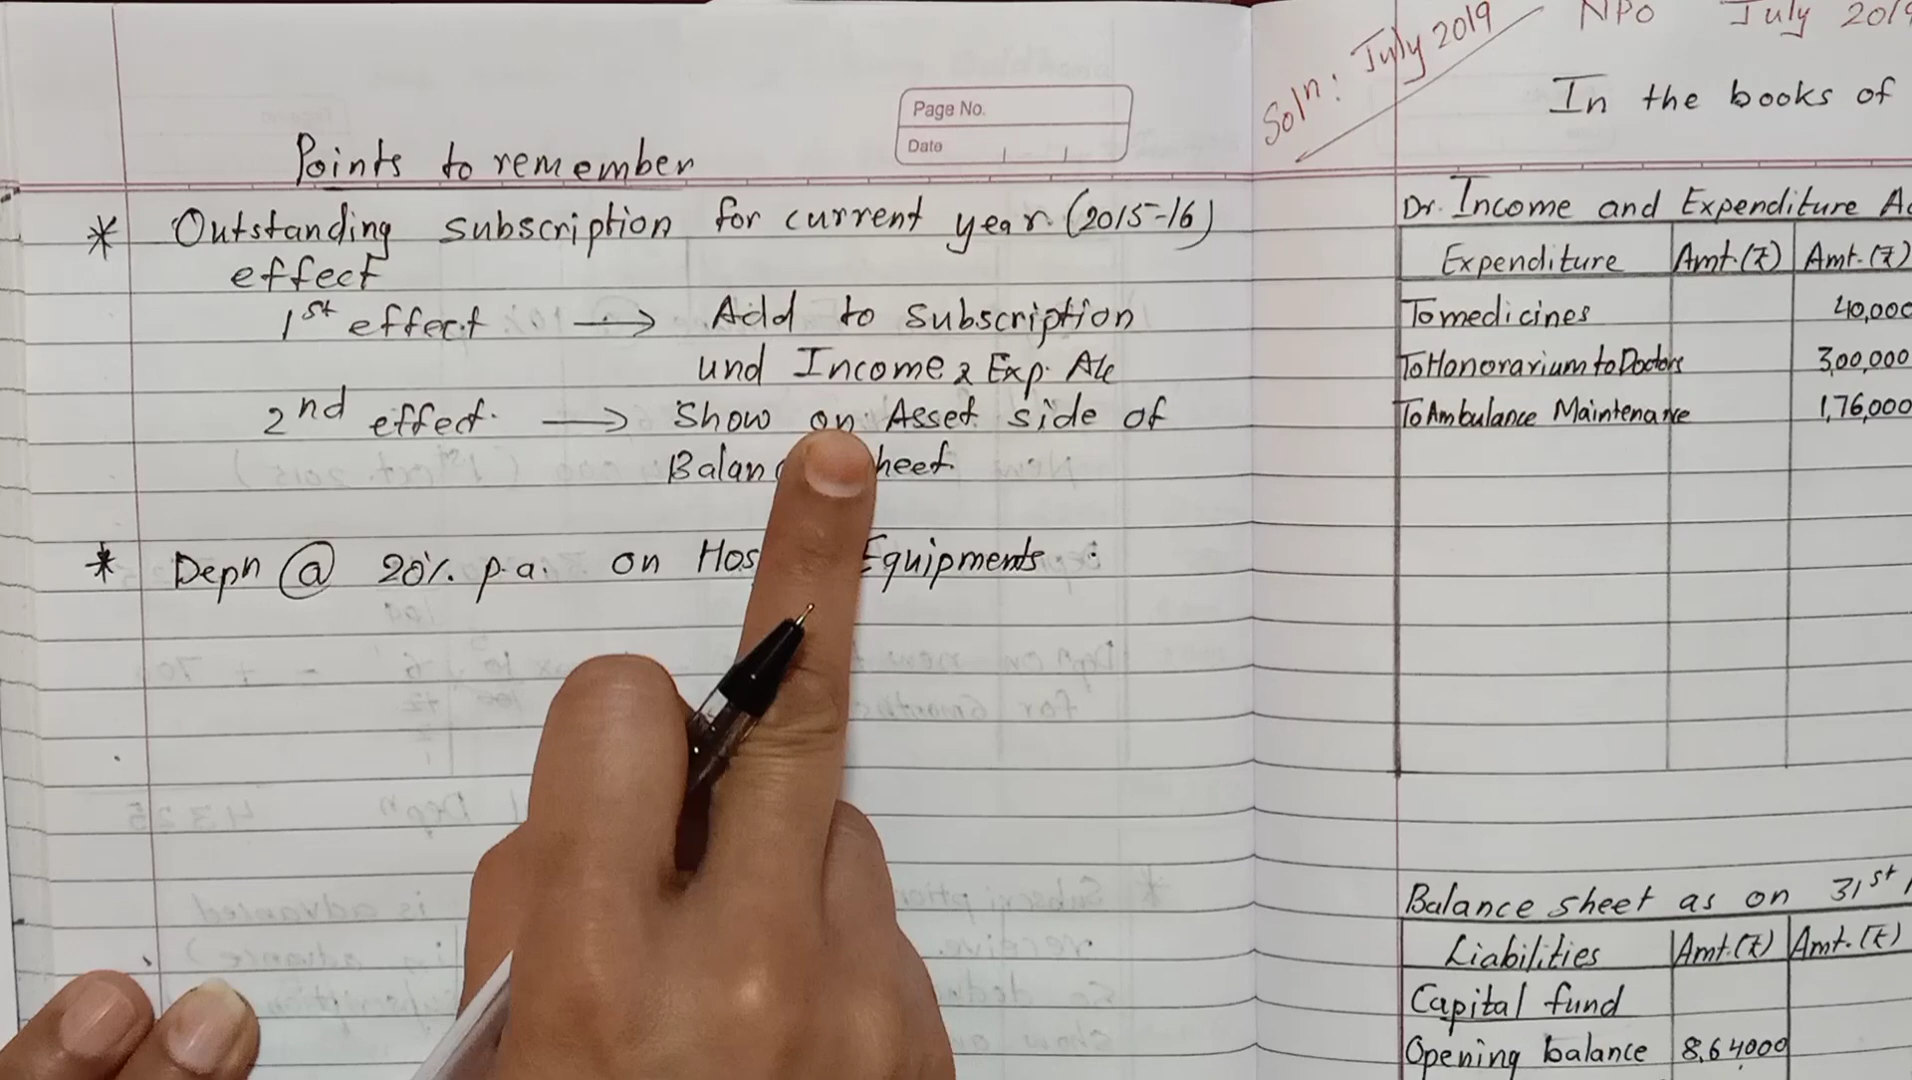 Page No.
Date
Points to remember
* Outstanding subscription for current year (2015-16)
effect
1st effect → Add to subscription
und Income & Exp. A/c
2nd effect. → Show on Asset side of
Balan heet.
* Depn @ 20%. p.a. on Hos Equipments :
Soln: July 2019
NPO July 2019
In the books of
Dr. Income and Expenditure Ac
Expenditure Amt.(₹) Amt.(₹)
To medicines 40,000
To Honorarium to Doctors 3,00,000
To Ambulance Maintenance 1,76,000
Balance sheet as on 31st
Liabilities Amt.(₹) Amt.(₹)
Capital fund
Opening balance 8,64000